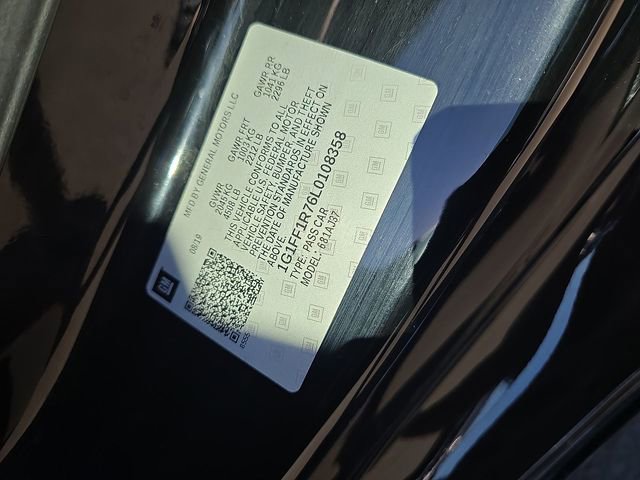 GM
MFD BY GENERAL MOTORS LLC
08/19
GVWR GAWR FRT GAWR RR
2045 KG 1003 KG 1041 KG
4508 LB 2212 LB 2296 LB
THIS VEHICLE CONFORMS TO ALL
APPLICABLE U.S. FEDERAL MOTOR
VEHICLE SAFETY, BUMPER, AND THEFT
PREVENTION STANDARDS IN EFFECT ON
THE DATE OF MANUFACTURE SHOWN
ABOVE.
1G1FF1R76L0108358
TYPE: PASS CAR
MODEL: 681AJ37
8555